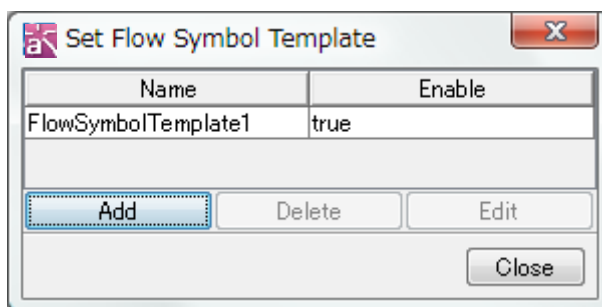 Set Flow Symbol Template
Name Enable
FlowSymbolTemplate1 true
Add Delete Edit
Close